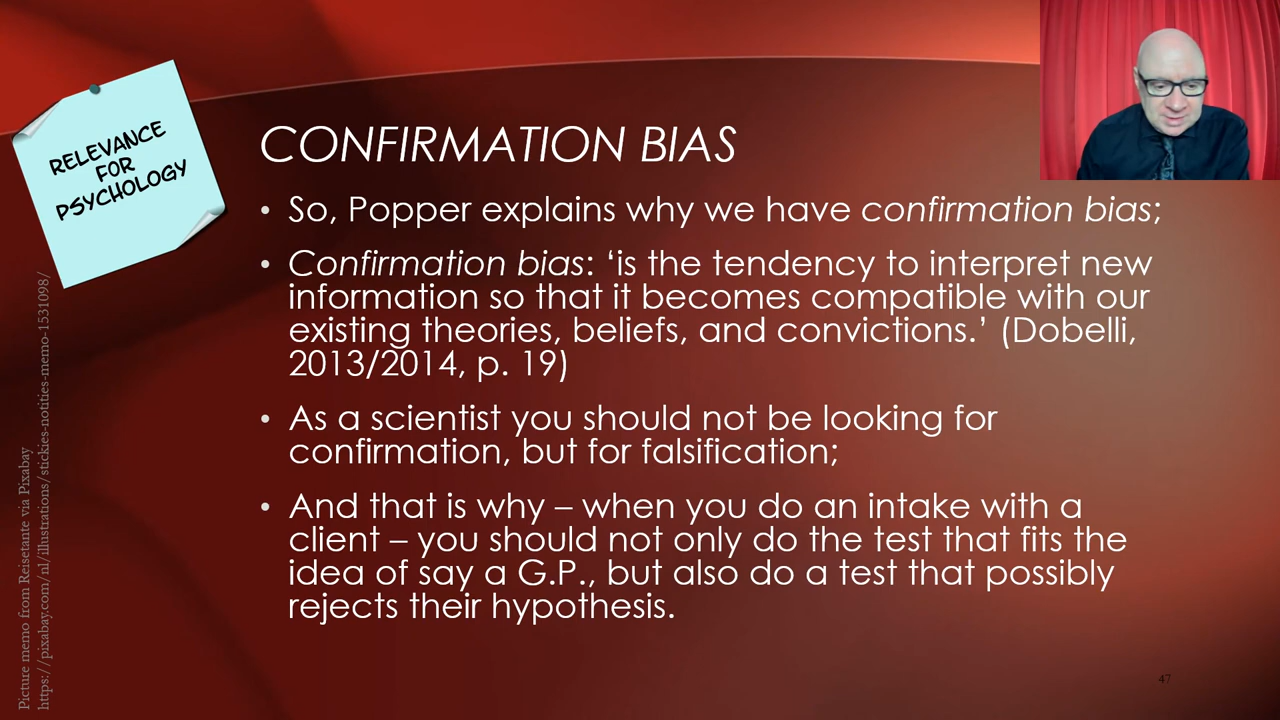 RELEVANCE
FOR
PSYCHOLOGY
CONFIRMATION BIAS
• So, Popper explains why we have confirmation bias;
• Confirmation bias: ‘is the tendency to interpret new
information so that it becomes compatible with our
existing theories, beliefs, and convictions.’ (Dobelli,
2013/2014, p. 19)
• As a scientist you should not be looking for
confirmation, but for falsification;
• And that is why – when you do an intake with a
client – you should not only do the test that fits the
idea of say a G.P., but also do a test that possibly
rejects their hypothesis.
Picture memo from Reisetante via Pixabay
https://pixabay.com/nl/illustrations/stickies-notities-memo-1531098/
47